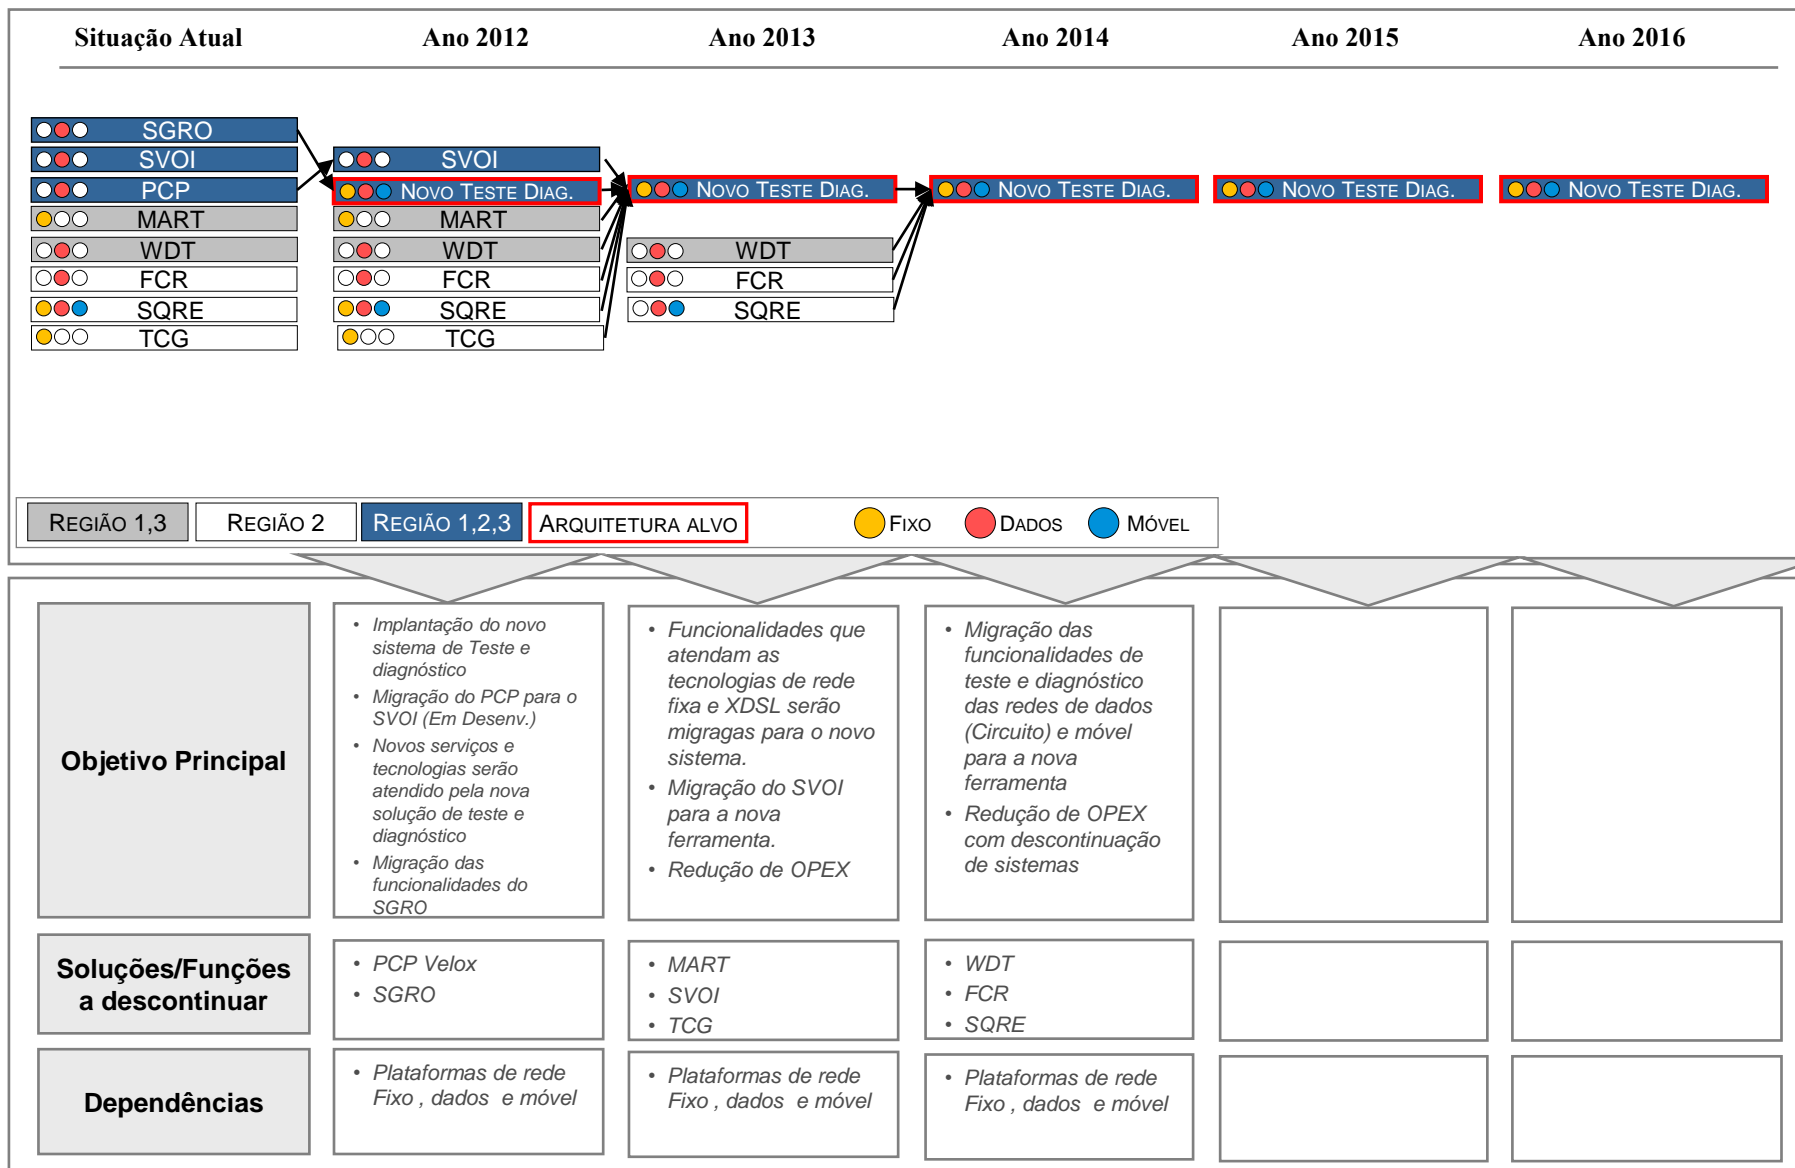 Situação Atual
Ano 2012
Ano 2013
Ano 2014
Ano 2015
Ano 2016
SGRO
SVOI
PCP
MART
WDT
FCR
SQRE
TCG
SVOI
NOVO TESTE DIAG.
MART
WDT
FCR
SQRE
TCG
NOVO TESTE DIAG.
WDT
FCR
SQRE
NOVO TESTE DIAG.
NOVO TESTE DIAG.
NOVO TESTE DIAG.
REGIÃO 1,3
REGIÃO 2
REGIÃO 1,2,3
ARQUITETURA ALVO
FIXO
DADOS
MÓVEL
Objetivo Principal
• Implantação do novo
sistema de Teste e
diagnóstico
• Migração do PCP para o
SVOI (Em Desenv.)
• Novos serviços e
tecnologias serão
atendido pela nova
solução de teste e
diagnóstico
• Migração das
funcionalidades do
SGRO
• Funcionalidades que
atendam as
tecnologias de rede
fixa e XDSL serão
migragas para o novo
sistema.
• Migração do SVOI
para a nova
ferramenta.
• Redução de OPEX
• Migração das
funcionalidades de
teste e diagnóstico
das redes de dados
(Circuito) e móvel
para a nova
ferramenta
• Redução de OPEX
com descontinuação
de sistemas
Soluções/Funções
a descontinuar
• PCP Velox
• SGRO
• MART
• SVOI
• TCG
• WDT
• FCR
• SQRE
Dependências
• Plataformas de rede
Fixo , dados e móvel
• Plataformas de rede
Fixo , dados e móvel
• Plataformas de rede
Fixo , dados e móvel